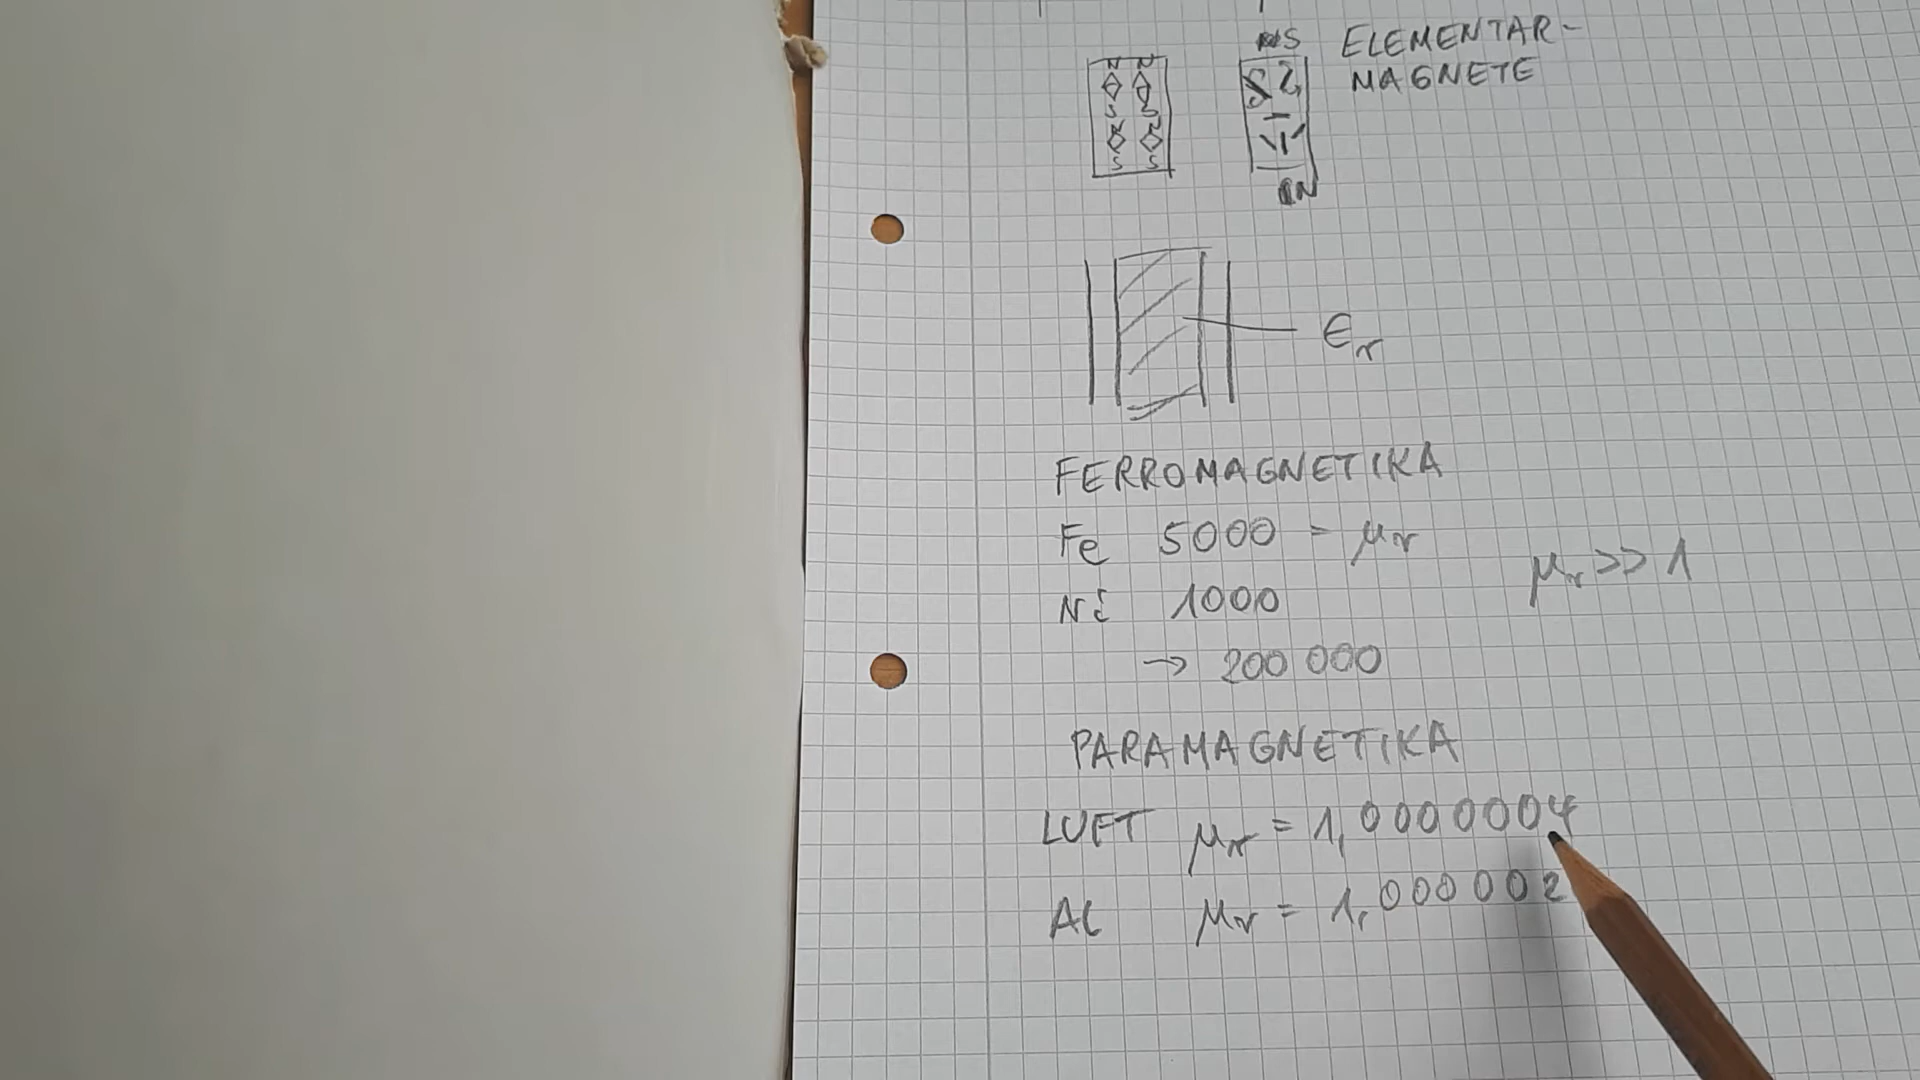 NS ELEMENTAR-
MAGNETE
N N
S S
N N
S S
N
ϵr
FERROMAGNETIKA
Fe 5000 = μr
μr >> 1
Ni 1000
→ 200 000
PARAMAGNETIKA
LUFT μr = 1,0000004
Al μr = 1,000002